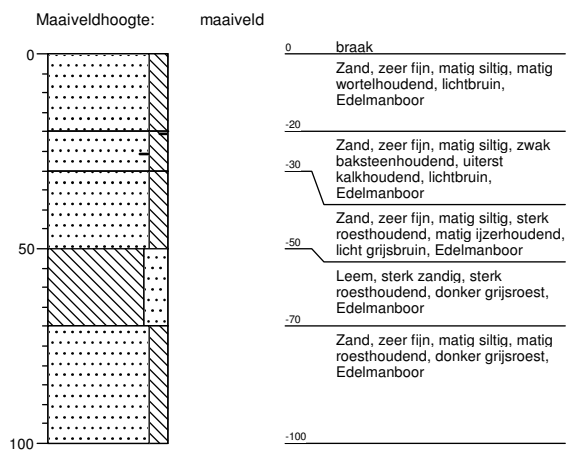 Maaiveldhoogte: maaiveld
0
50
100
0 braak
Zand, zeer fijn, matig siltig, matig
wortelhoudend, lichtbruin,
Edelmanboor
-20
Zand, zeer fijn, matig siltig, zwak
baksteenhoudend, uiterst
kalkhoudend, lichtbruin,
Edelmanboor
-30
Zand, zeer fijn, matig siltig, sterk
roesthoudend, matig ijzerhoudend,
licht grijsbruin, Edelmanboor
-50
Leem, sterk zandig, sterk
roesthoudend, donker grijsroest,
Edelmanboor
-70
Zand, zeer fijn, matig siltig, matig
roesthoudend, donker grijsroest,
Edelmanboor
-100